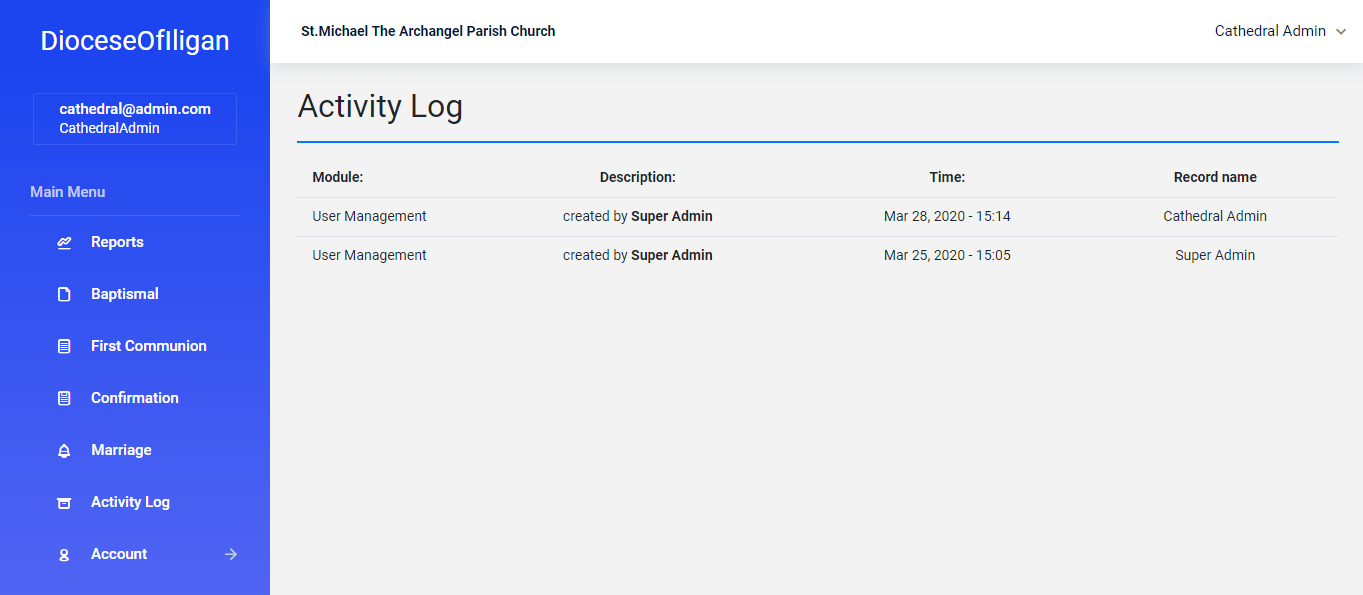 DioceseOfIligan
cathedral@admin.com
CathedralAdmin
Main Menu
Reports
Baptismal
First Communion
Confirmation
Marriage
Activity Log
Account
St.Michael The Archangel Parish Church
Cathedral Admin
Activity Log
Module: Description: Time: Record name
User Management created by Super Admin Mar 28, 2020 - 15:14 Cathedral Admin
User Management created by Super Admin Mar 25, 2020 - 15:05 Super Admin